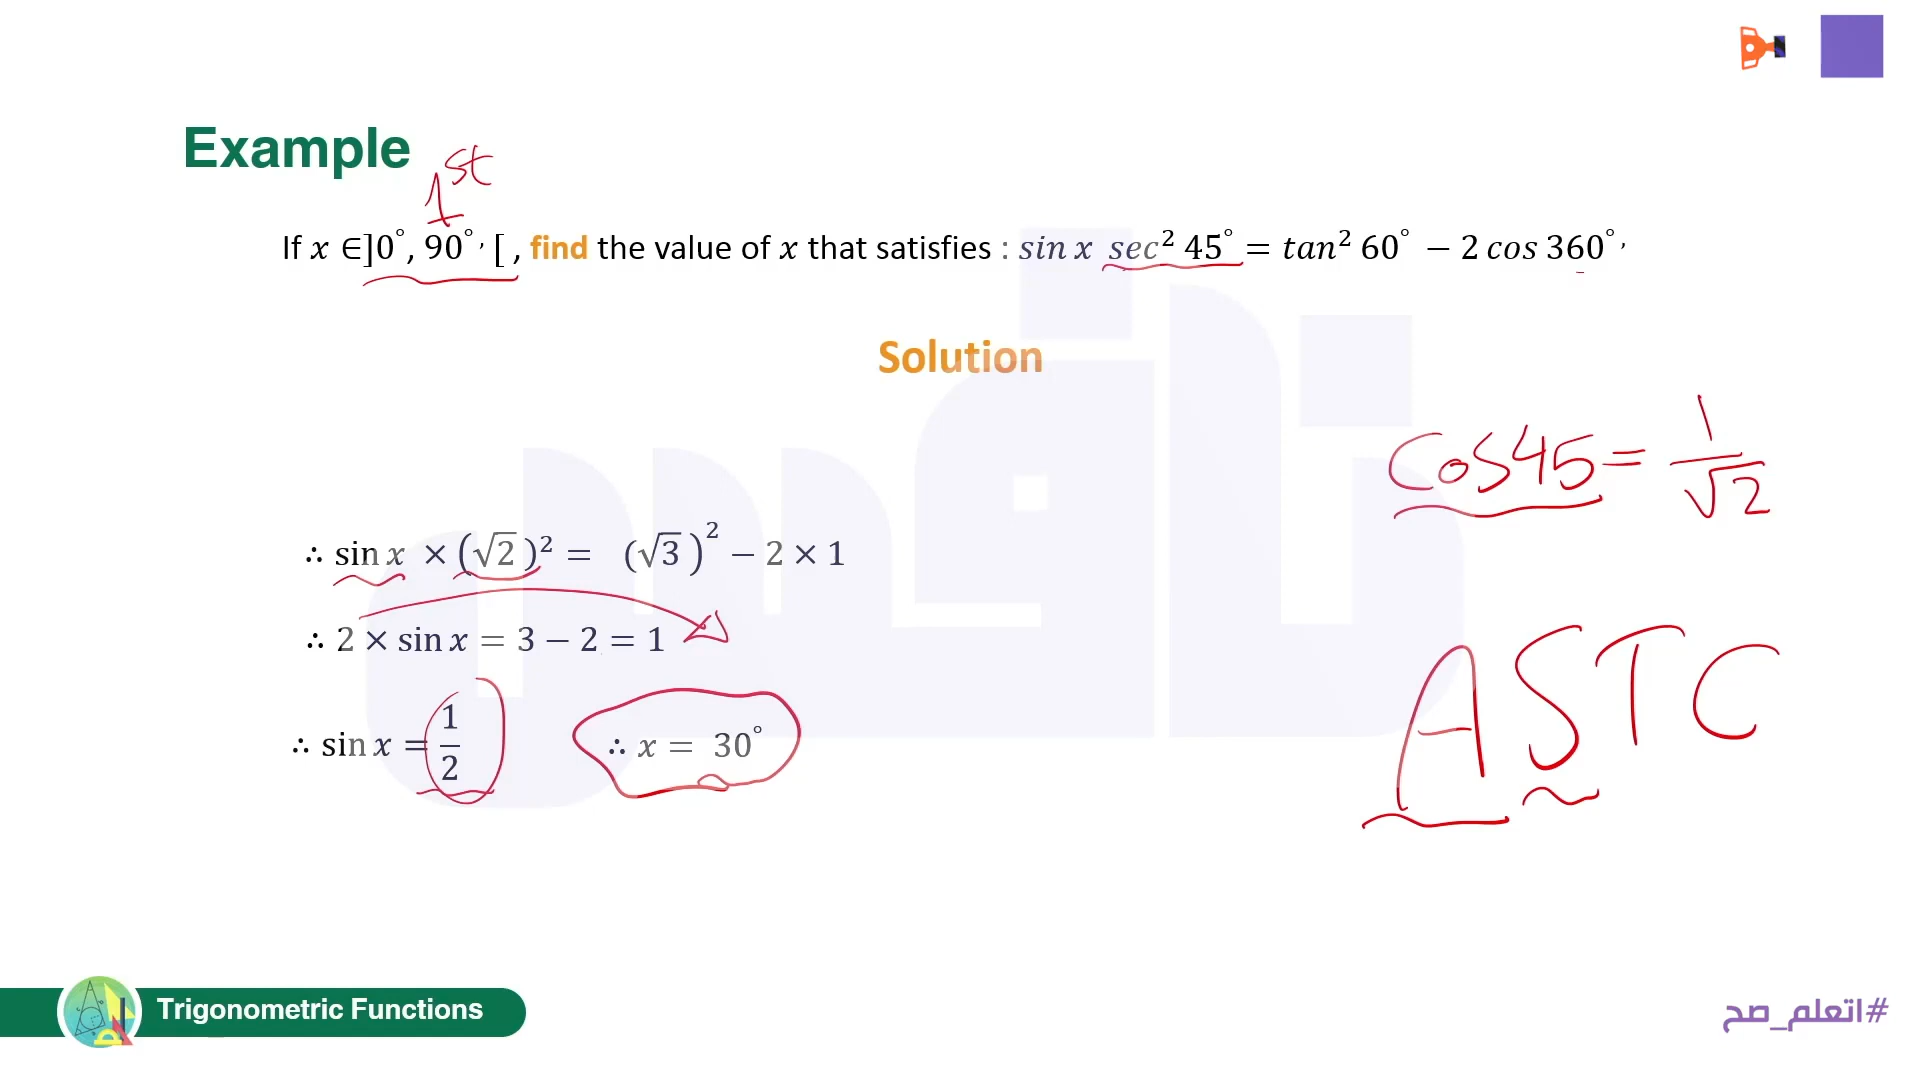 Example
1st
If x ∈]0°, 90°′ [ , find the value of x that satisfies : sin x sec² 45° = tan² 60° − 2 cos 360°′
Solution
cos45 = 1/√2
∴ sin x × (√2 )² = (√3 )² − 2 × 1
∴ 2 × sin x = 3 − 2 = 1
∴ sin x = 1/2 ∴ x = 30°
ASTC
Trigonometric Functions
#اتعلم_صح